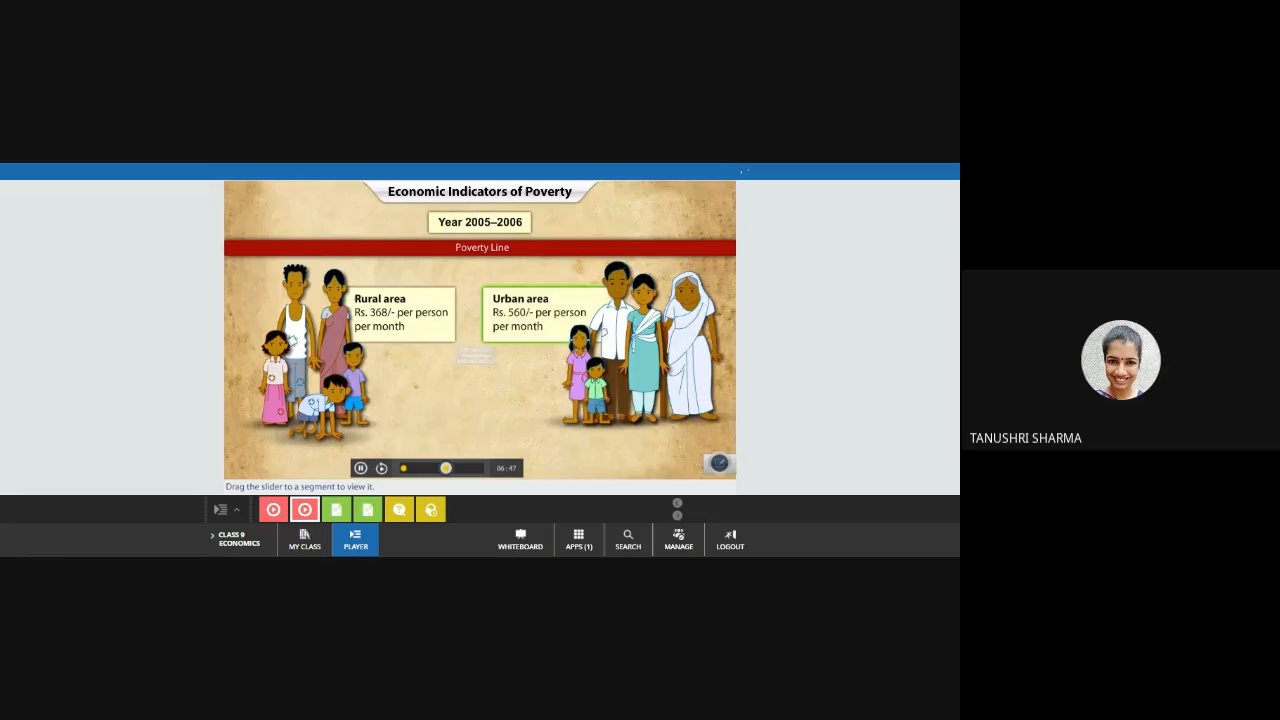 Economic Indicators of Poverty
Year 2005–2006
Poverty Line
Rural area
Rs. 368/- per person
per month
Urban area
Rs. 560/- per person
per month
06:47
Drag the slider to a segment to view it.
CLASS 9
ECONOMICS
MY CLASS
PLAYER
WHITEBOARD
APPS (1)
SEARCH
MANAGE
LOGOUT
TANUSHRI SHARMA